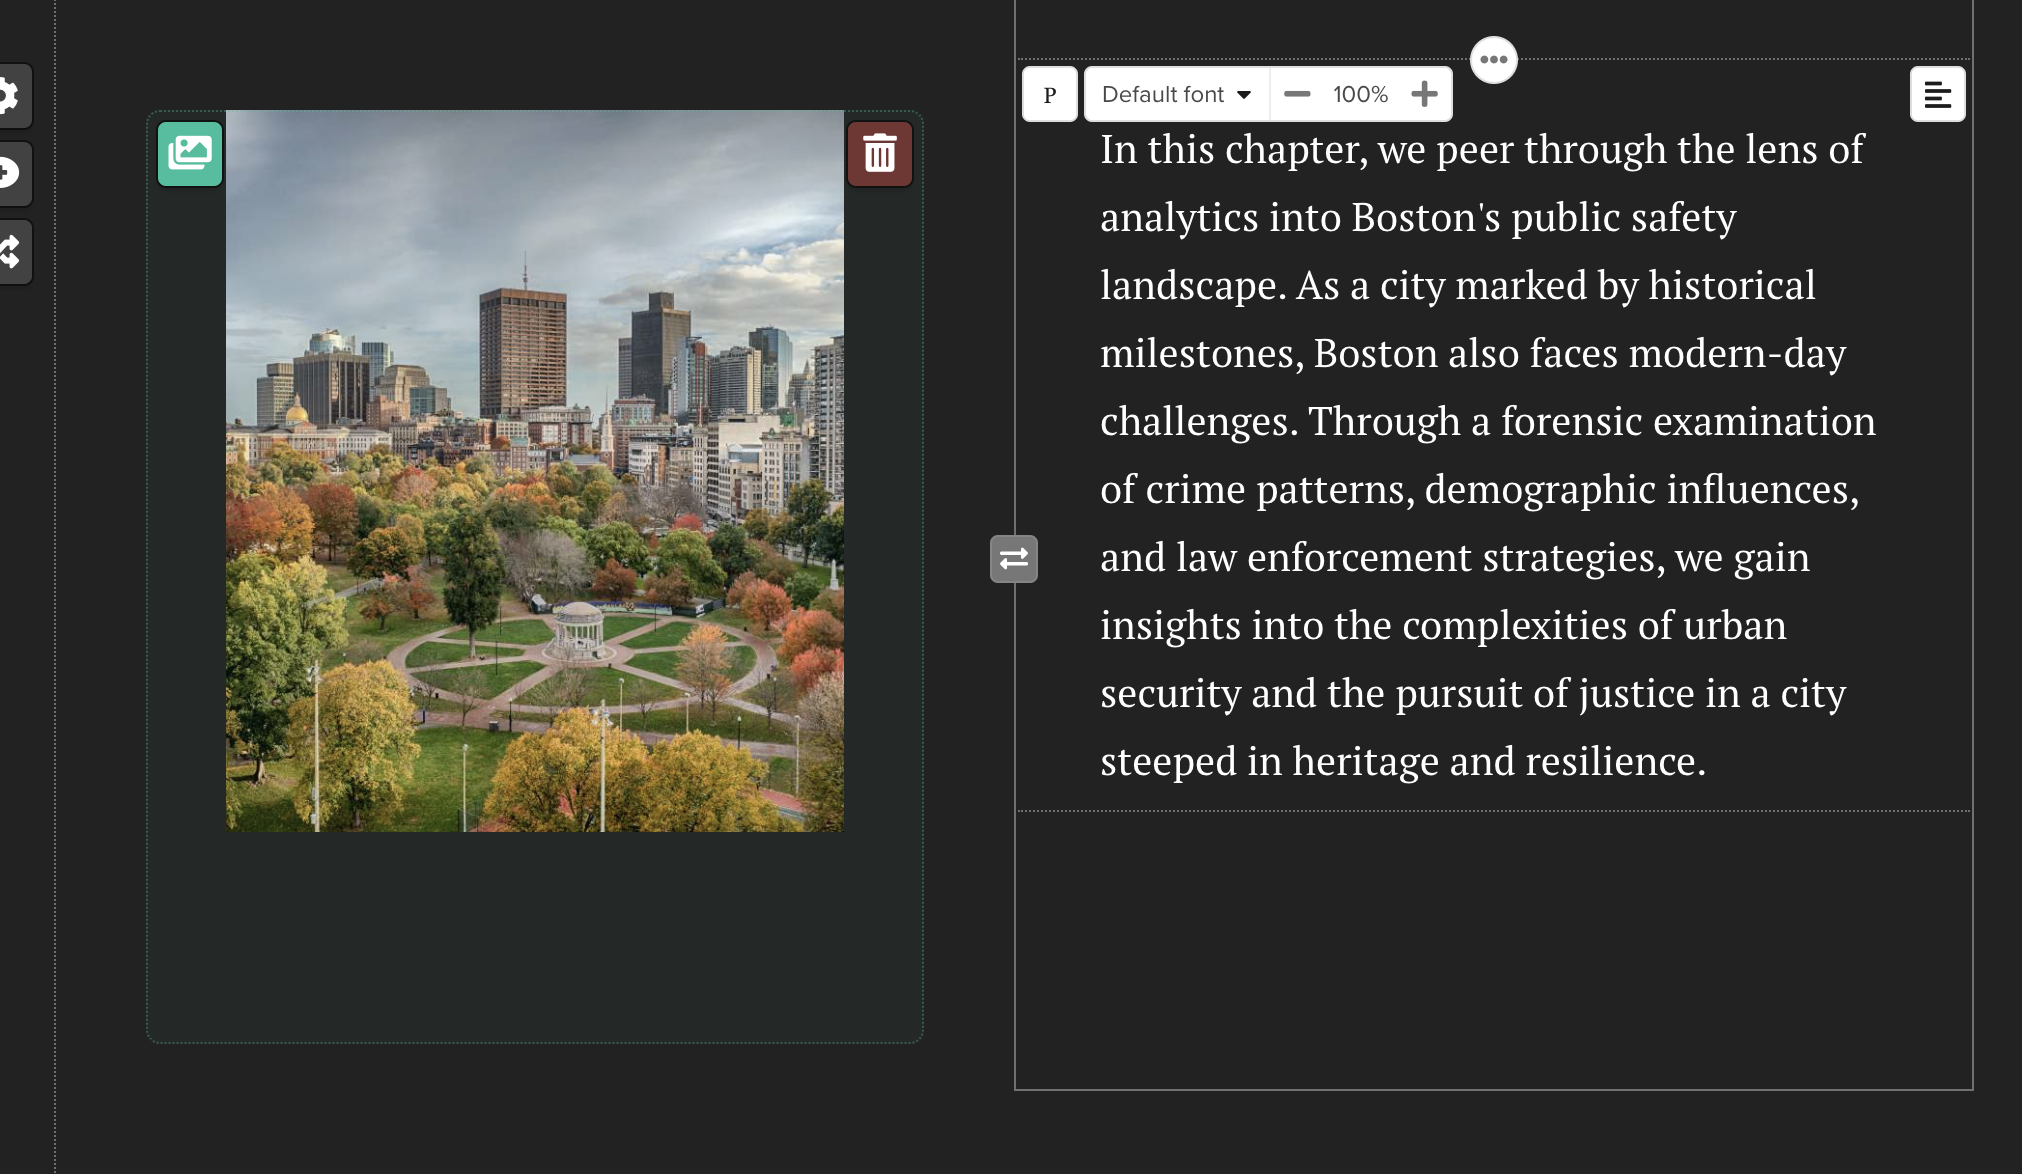 P
Default font
100%
In this chapter, we peer through the lens of
analytics into Boston's public safety
landscape. As a city marked by historical
milestones, Boston also faces modern-day
challenges. Through a forensic examination
of crime patterns, demographic influences,
and law enforcement strategies, we gain
insights into the complexities of urban
security and the pursuit of justice in a city
steeped in heritage and resilience.